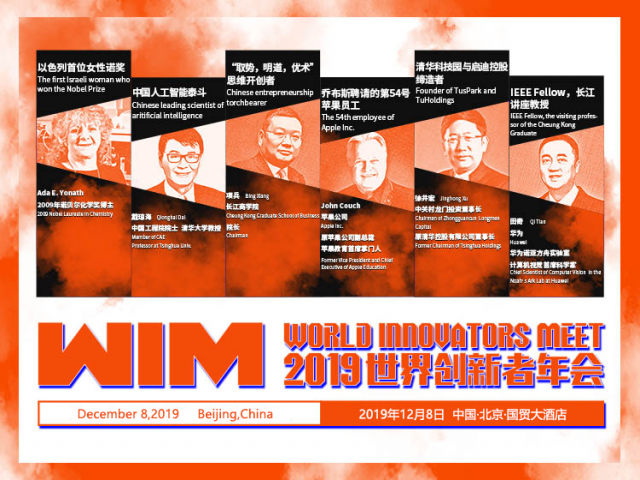 以色列首位女性诺奖
The first Israeli woman who
won the Nobel Prize
Ada E. Yonath
2009年诺贝尔化学奖得主
2009 Nobel Laureate in Chemistry
中国人工智能泰斗
Chinese leading scientist of
aritificial intelligence
戴琼海 Qionghai Dai
中国工程院院士 清华大学教授
Member of CAE
Professor at Tsinghua Univ.
“取势，明道，优术”
思维开创者
Chinese entrepreneurship
torchbearer
项兵 Bing Xiang
长江商学院
Cheung Kong Graduate School of Business
院长
Chairman
乔布斯聘请的第54号
苹果员工
The 54th employee of
Apple Inc.
John Couch
苹果公司
Apple Inc.
原苹果公司副总裁
苹果教育首席掌门人
Former Vice President and Chief
Executive of Apple Education
清华科技园与启迪控股
缔造者
Founder of TusPark and
TuHoldings
徐井宏 Jinghong Xu
中关村龙门投资董事长
Chairman of Zhongguancun Longmen
Capital
原清华控股有限公司董事长
Former Chairman of Tsinghua Holdings
IEEE Fellow，长江
讲座教授
IEEE Fellow, the visiting profes-
sor of the Cheung Kong
Graduate
田奇 Qi Tian
华为
Huawei
华为诺亚方舟实验室
计算机视觉首席科学家
Chief Scientist of Computer Vision in the
Noah's Ark Lab at Huawei
WIM
WORLD INNOVATORS MEET
2019世界创新者年会
December 8,2019 Beijing,China
2019年12月8日 中国·北京·国贸大酒店